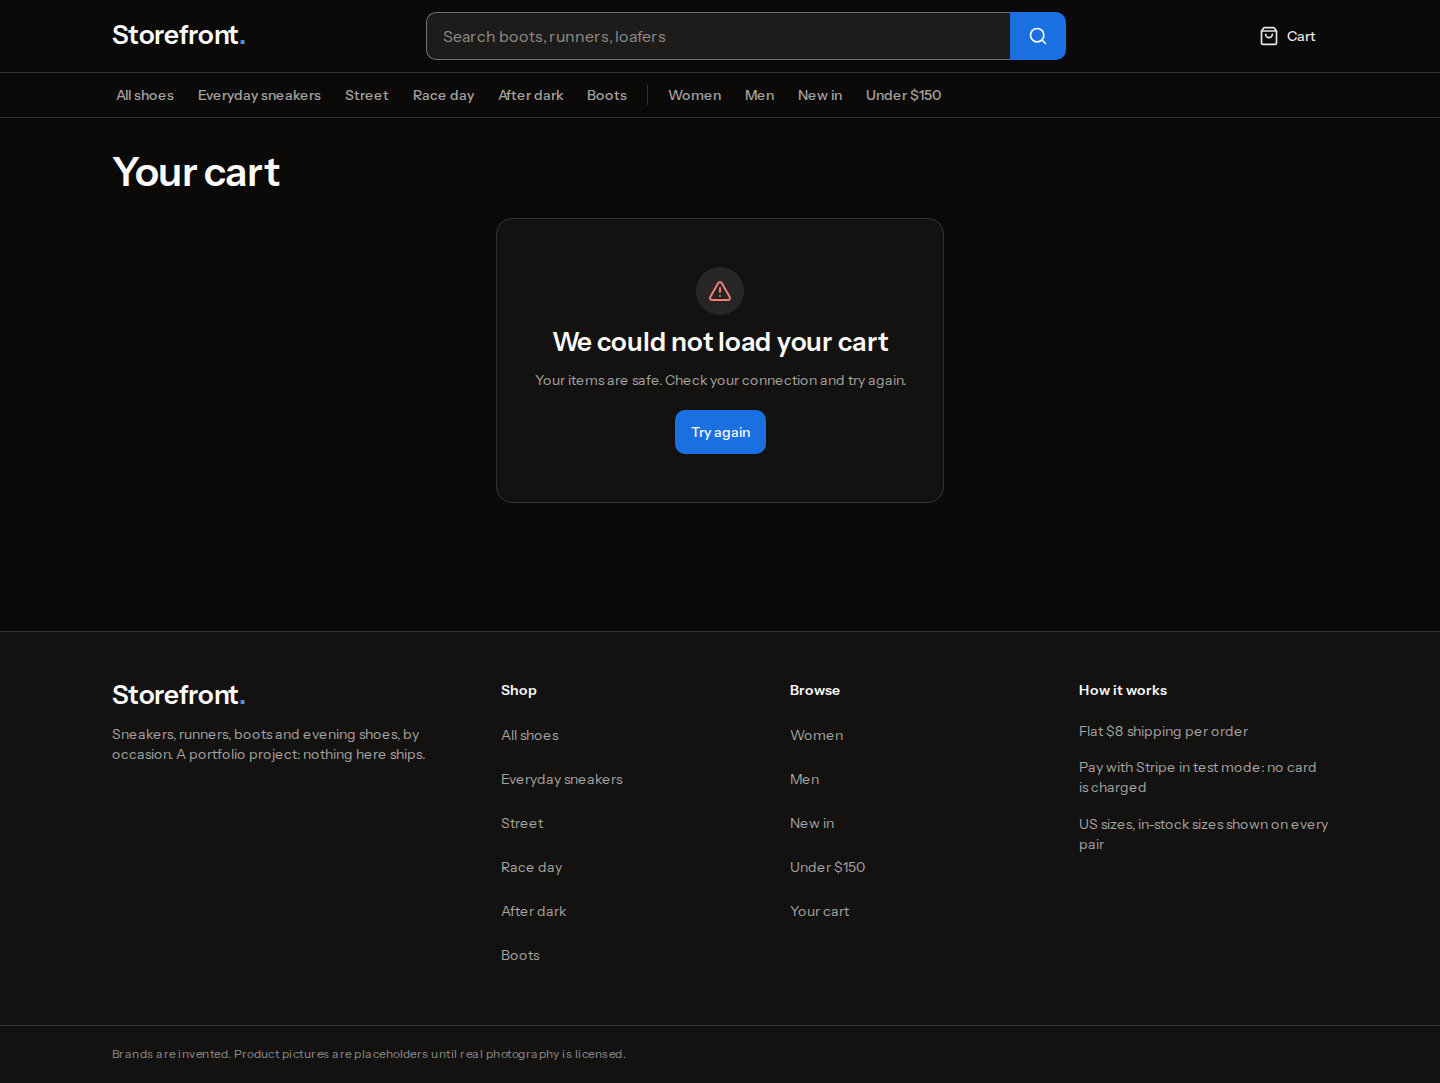 Storefront.
Search boots, runners, loafers
Cart
All shoes Everyday sneakers Street Race day After dark Boots Women Men New in Under $150
Your cart
We could not load your cart
Your items are safe. Check your connection and try again.
Try again
Storefront.
Sneakers, runners, boots and evening shoes, by
occasion. A portfolio project: nothing here ships.
Shop
All shoes
Everyday sneakers
Street
Race day
After dark
Boots
Browse
Women
Men
New in
Under $150
Your cart
How it works
Flat $8 shipping per order
Pay with Stripe in test mode: no card
is charged
US sizes, in-stock sizes shown on every
pair
Brands are invented. Product pictures are placeholders until real photography is licensed.